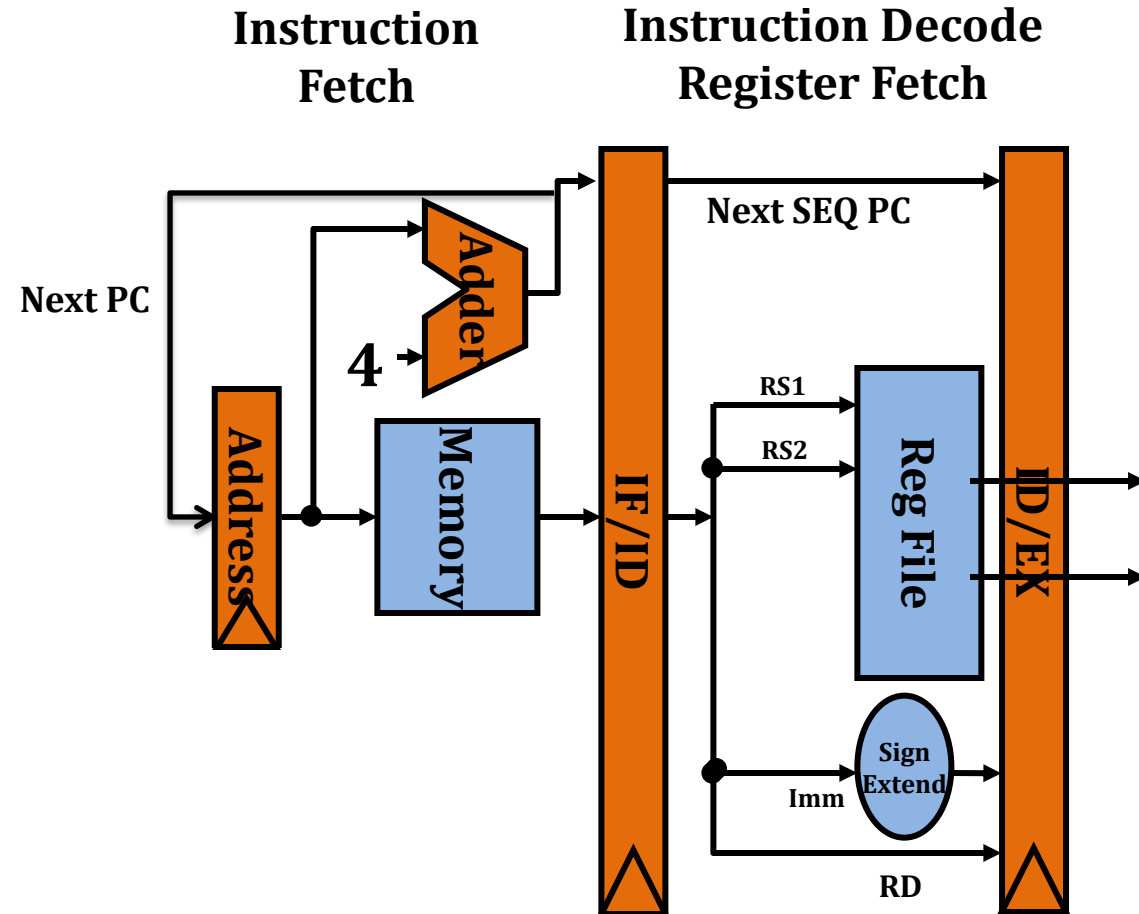 Instruction
Fetch
Instruction Decode
Register Fetch
Next PC
Adder
4
Address
Memory
IF/ID
Next SEQ PC
RS1
RS2
Reg File
ID/EX
Sign
Extend
Imm
RD